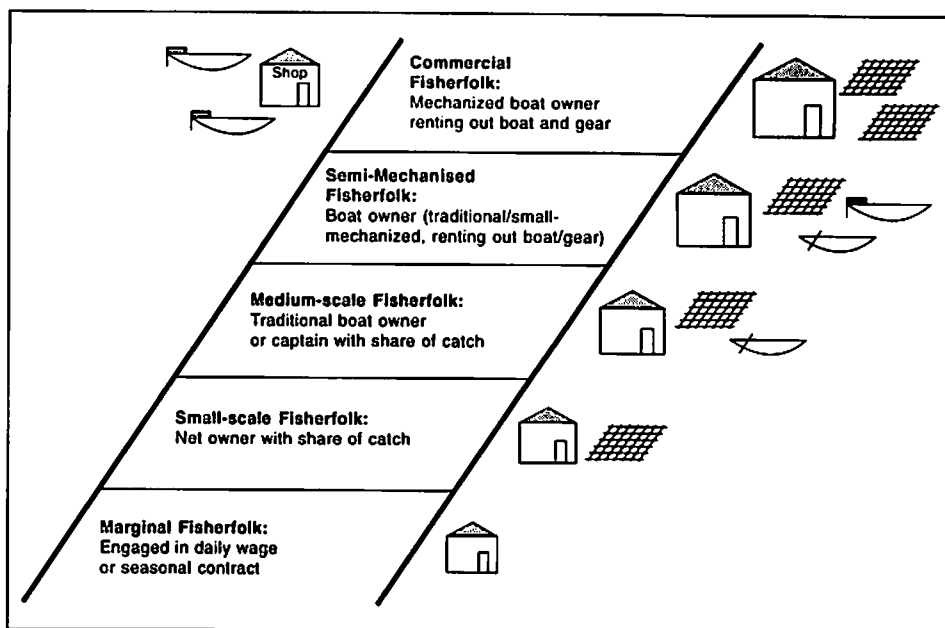 Shop
Commercial
Fisherfolk:
Mechanized boat owner
renting out boat and gear
Semi-Mechanised
Fisherfolk:
Boat owner (traditional/small-
mechanized, renting out boat/gear)
Medium-scale Fisherfolk:
Traditional boat owner
or captain with share of catch
Small-scale Fisherfolk:
Net owner with share of catch
Marginal Fisherfolk:
Engaged in daily wage
or seasonal contract